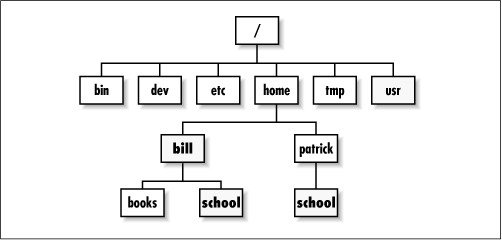 /
bin dev etc home tmp usr
bill patrick
books school school